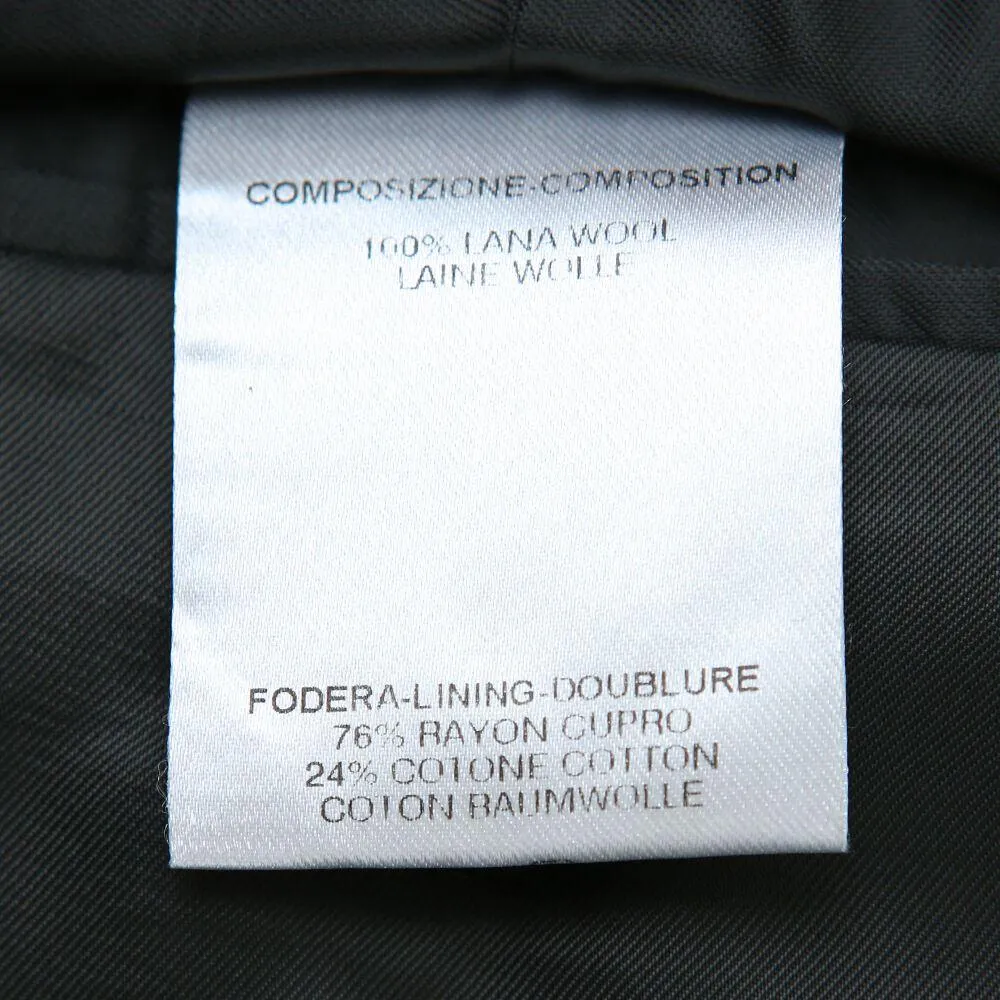 COMPOSIZIONE-COMPOSITION
100% LANA WOOL
LAINE WOLLE
FODERA-LINING-DOUBLURE
76% RAYON CUPRO
24% COTONE COTTON
COTON BAUMWOLLE